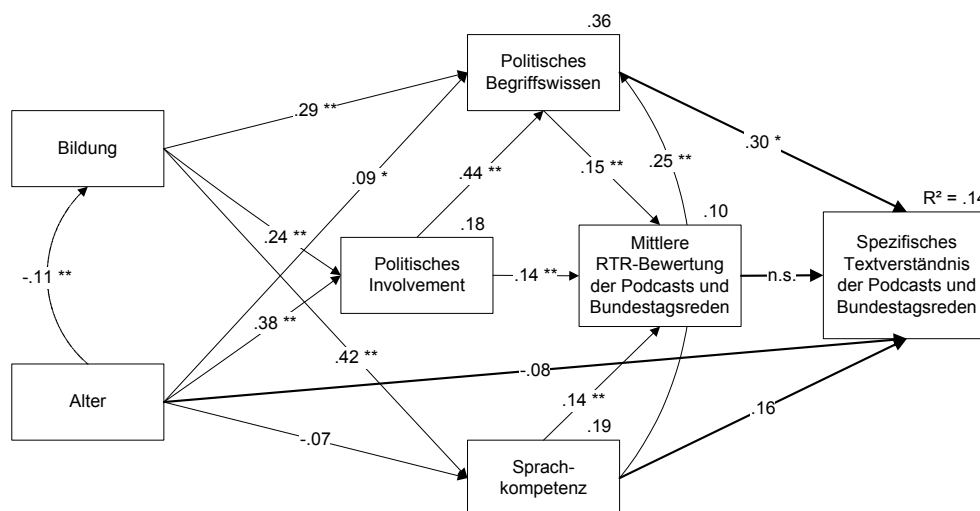 .36
Politisches
Begriffswissen
.29 **
.30 *
Bildung
.25 **
.44 **
.15 **
.09 *
R² = .14
.10
.18
.24 **
Mittlere
RTR-Bewertung
der Podcasts und
Bundestagsreden
Spezifisches
Textverständnis
der Podcasts und
Bundestagsreden
Politisches
Involvement
.14 **
n.s.
-.11 **
.38 **
.42 **
-.08
Alter
.14 **
.16
.19
-.07
Sprach-
kompetenz